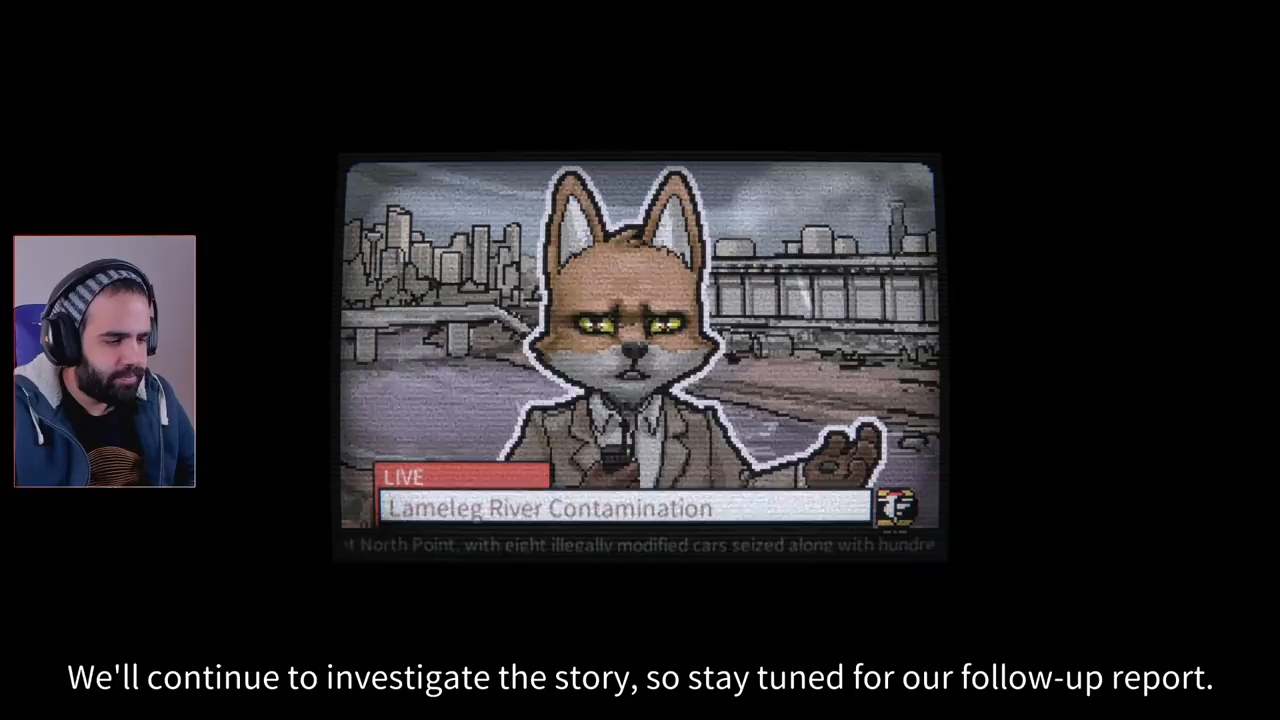 LIVE
Lameleg River Contamination
North Point, with eight illegally modified cars seized along with
We'll continue to investigate the story, so stay tuned for our follow-up report.